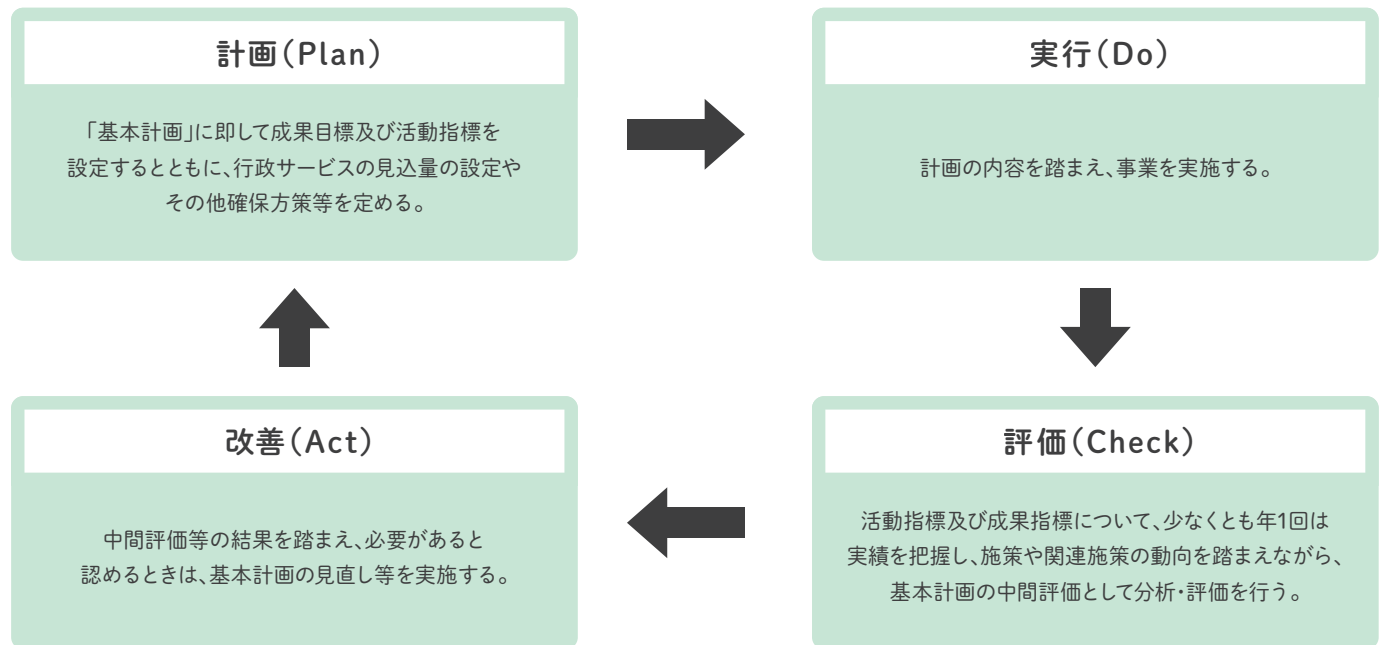 計画（Plan）
「基本計画」に即して成果目標及び活動指標を
設定するとともに、行政サービスの見込量の設定や
その他確保方策等を定める。
実行（Do）
計画の内容を踏まえ、事業を実施する。
改善（Act）
中間評価等の結果を踏まえ、必要があると
認めるときは、基本計画の見直し等を実施する。
評価（Check）
活動指標及び成果指標について、少なくとも年1回は
実績を把握し、施策や関連施策の動向を踏まえながら、
基本計画の中間評価として分析・評価を行う。